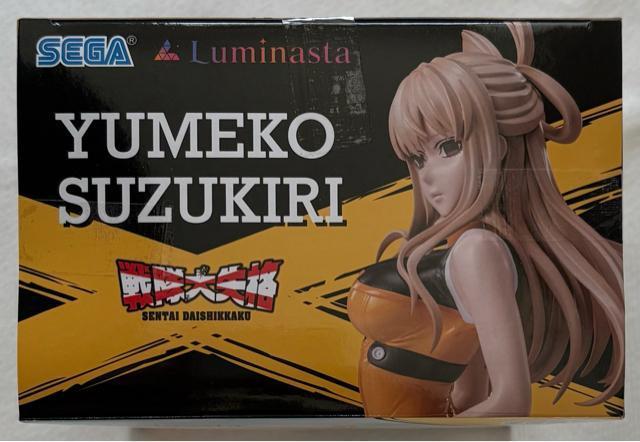 SEGA®
Luminasta
YUMEKO
SUZUKIRI
戦隊大失格
SENTAI DAISHIKKAKU